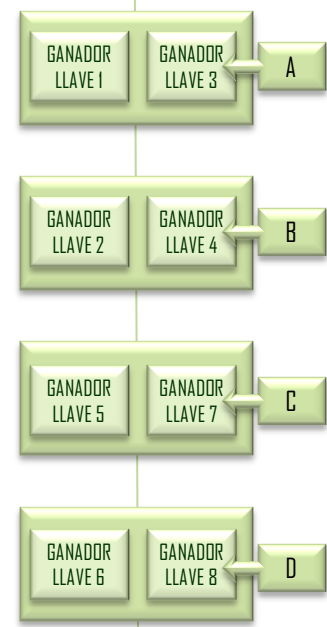 GANADOR
LLAVE 1
GANADOR
LLAVE 3
A
GANADOR
LLAVE 2
GANADOR
LLAVE 4
B
GANADOR
LLAVE 5
GANADOR
LLAVE 7
C
GANADOR
LLAVE 6
GANADOR
LLAVE 8
D